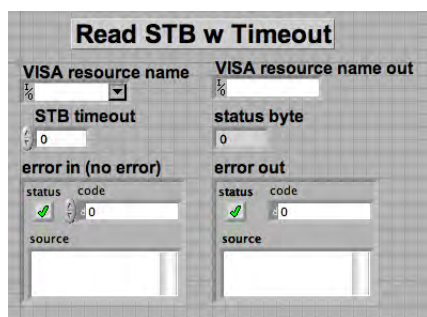 Read STB w Timeout
VISA resource name
VISA resource name out
I/O
I/O
STB timeout
status byte
0
0
error in (no error)
error out
status code
status code
0
0
source
source